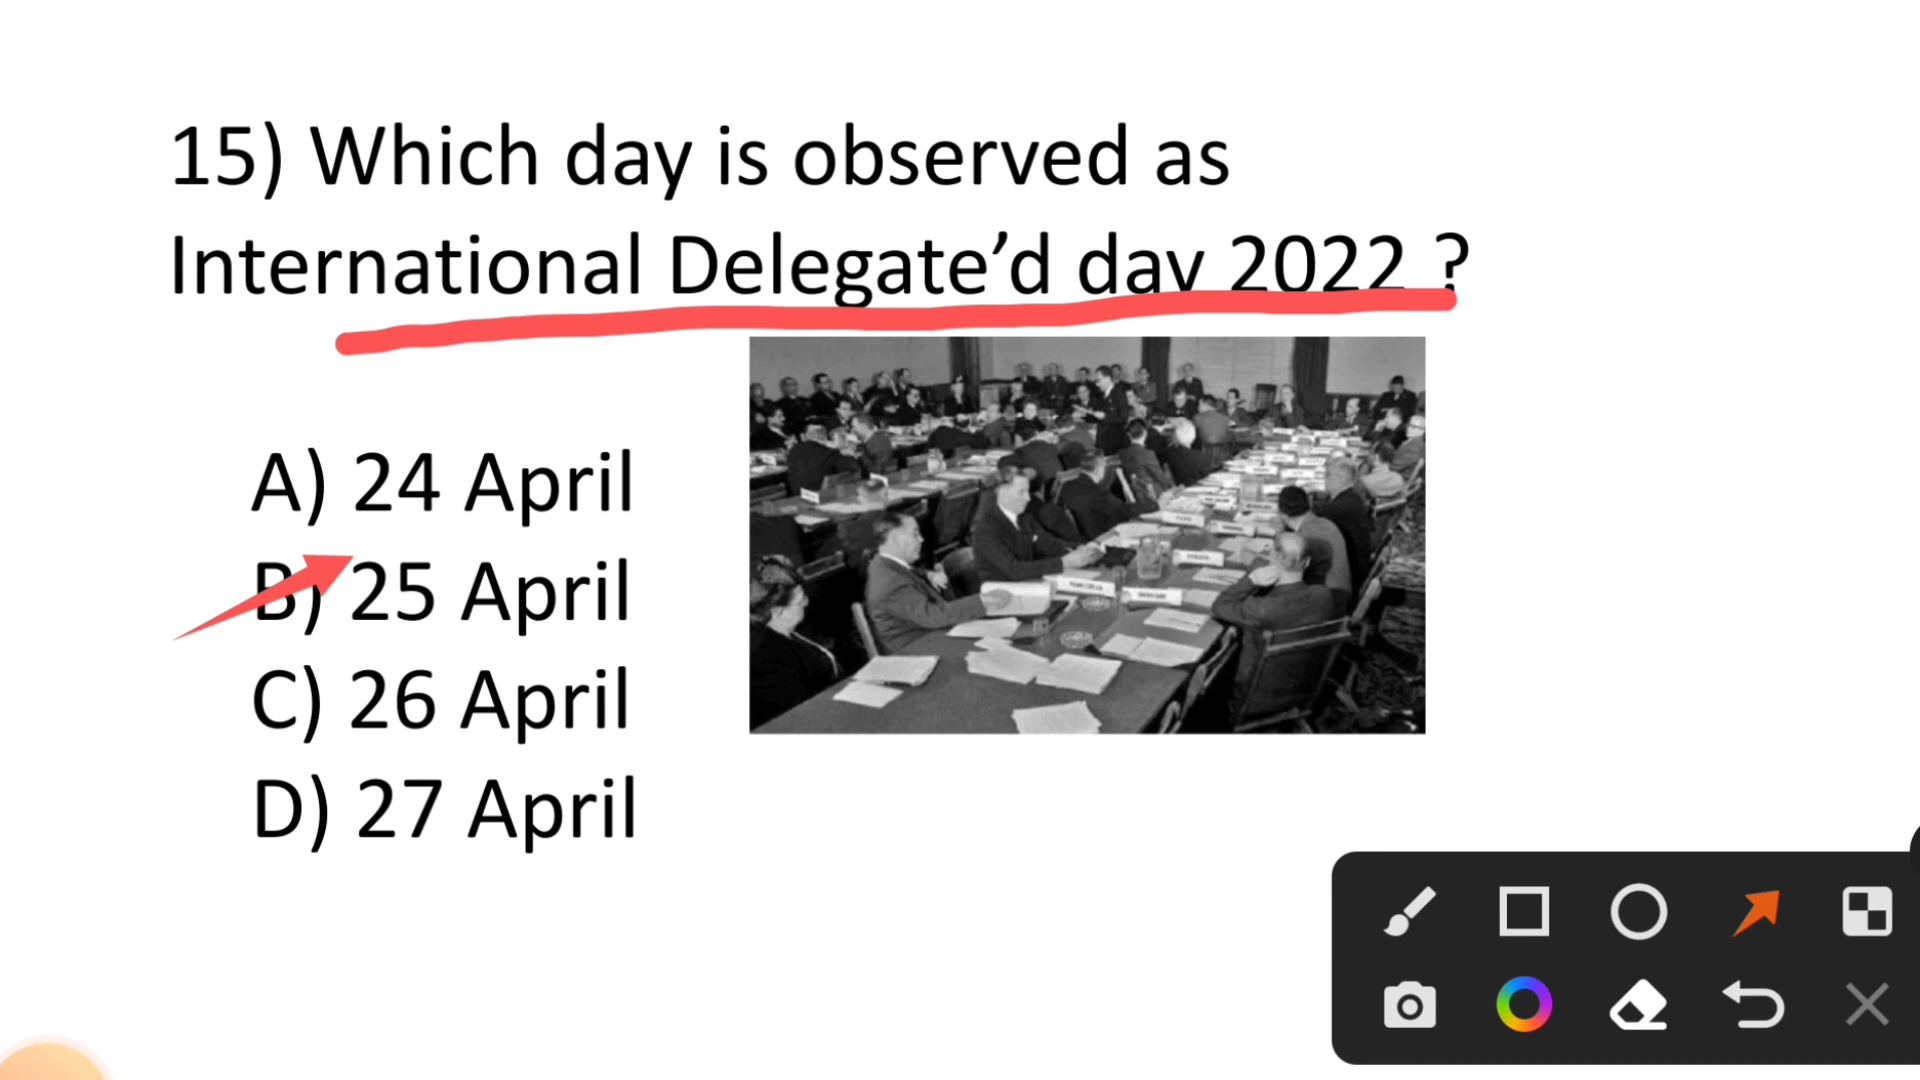 15) Which day is observed as
International Delegate’d day 2022 ?
A) 24 April
B) 25 April
C) 26 April
D) 27 April